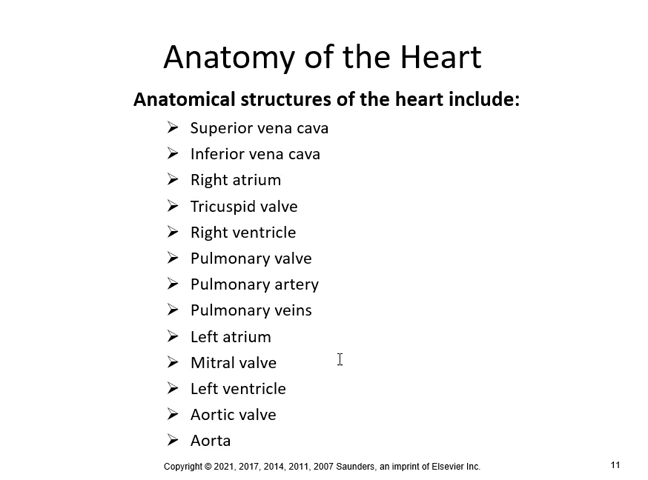 Anatomy of the Heart
Anatomical structures of the heart include:
➢ Superior vena cava
➢ Inferior vena cava
➢ Right atrium
➢ Tricuspid valve
➢ Right ventricle
➢ Pulmonary valve
➢ Pulmonary artery
➢ Pulmonary veins
➢ Left atrium
➢ Mitral valve
➢ Left ventricle
➢ Aortic valve
➢ Aorta
Copyright © 2021, 2017, 2014, 2011, 2007 Saunders, an imprint of Elsevier Inc.
11